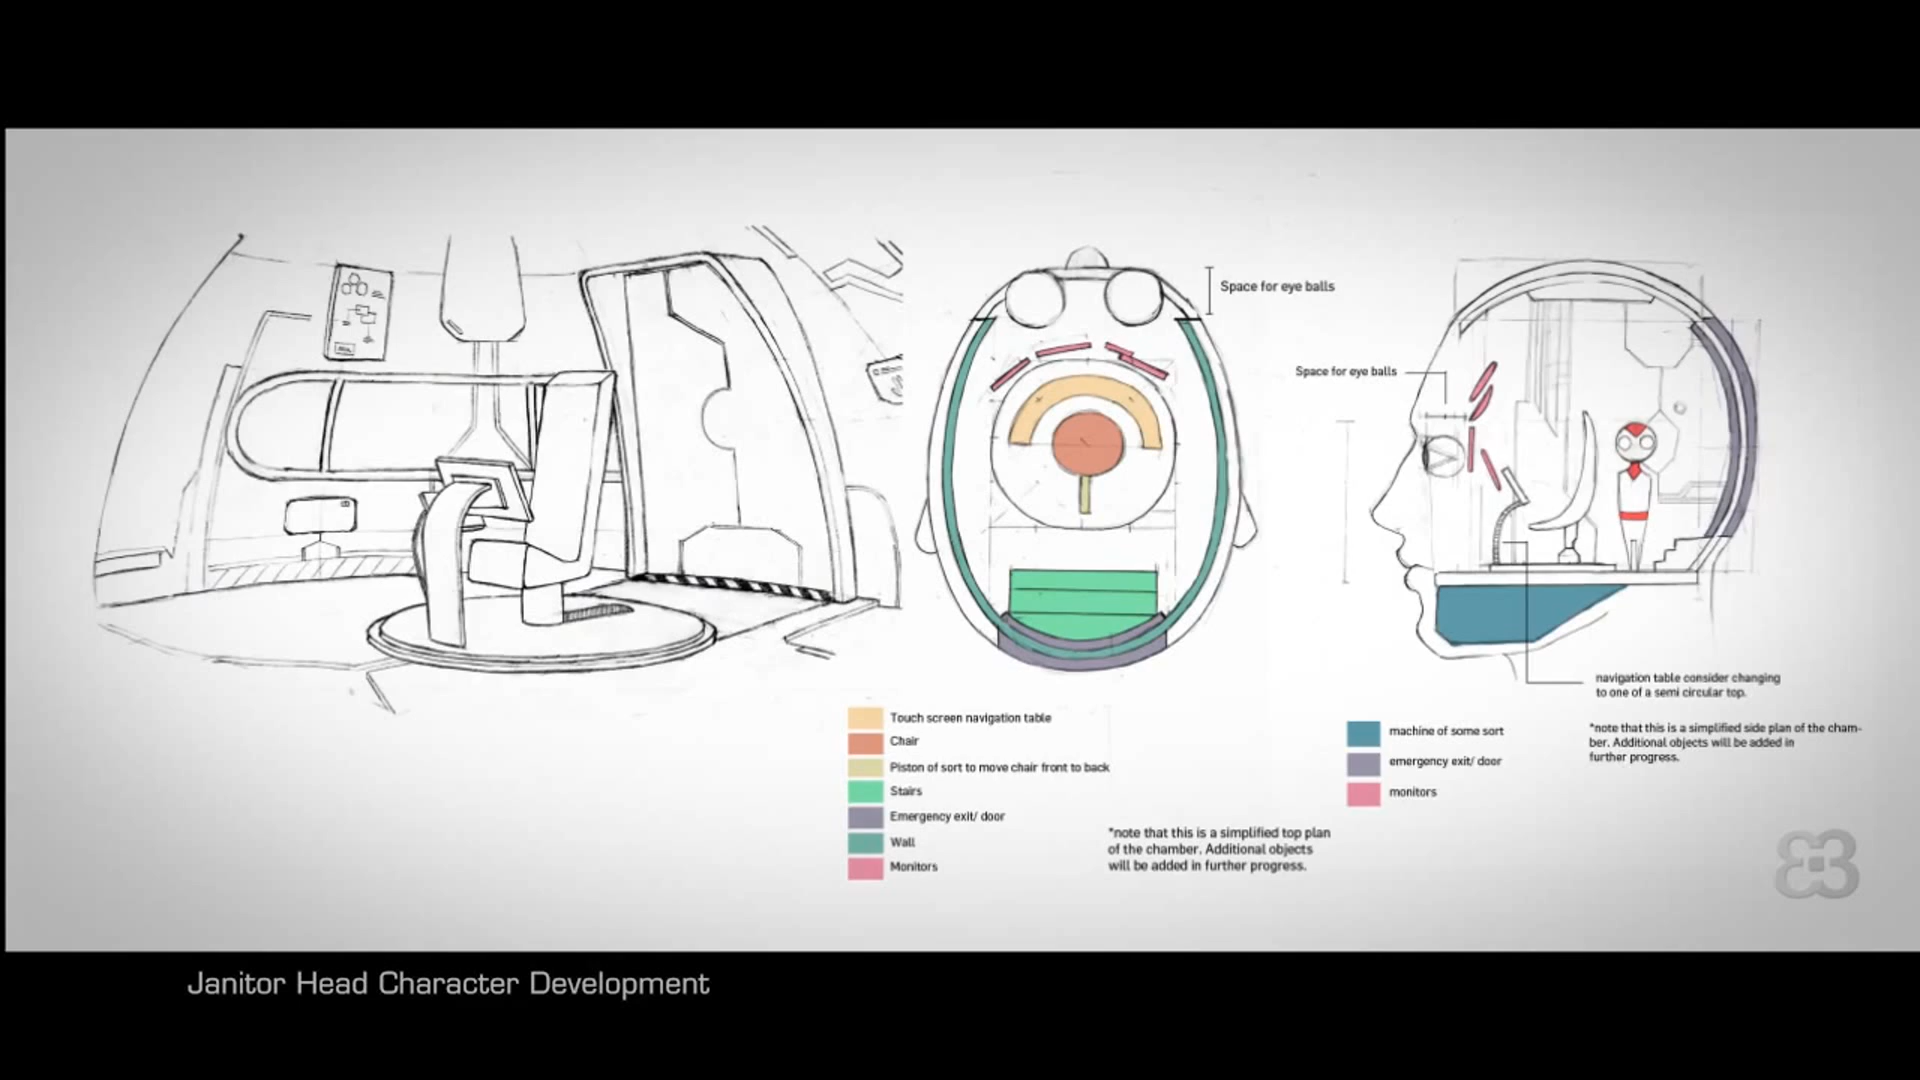 Space for eye balls
Space for eye balls
navigation table consider changing
to one of a semi circular top.
Touch screen navigation table
Chair
Piston of sort to move chair front to back
Stairs
Emergency exit/ door
Wall
Monitors
*note that this is a simplified top plan
of the chamber. Additional objects
will be added in further progress.
machine of some sort
emergency exit/ door
monitors
*note that this is a simplified side plan of the cham-
ber. Additional objects will be added in
further progress.
Janitor Head Character Development